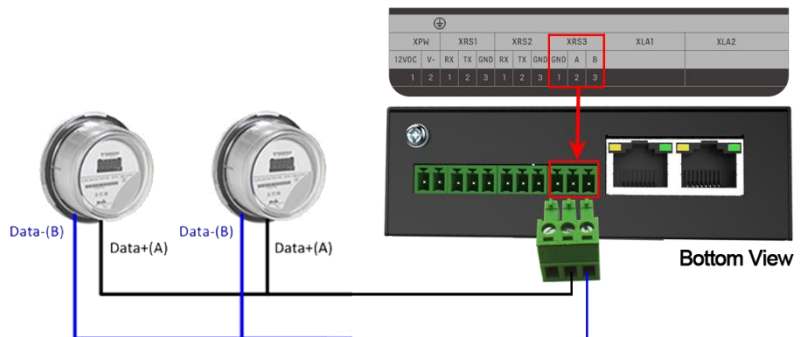 XPW XRS1 XRS2 XRS3 XLA1 XLA2
12VDC V- RX TX GND RX TX GND GND A B
1 2 1 2 3 1 2 3 1 2 3
Data-(B) Data+(A) Data-(B) Data+(A)
Bottom View